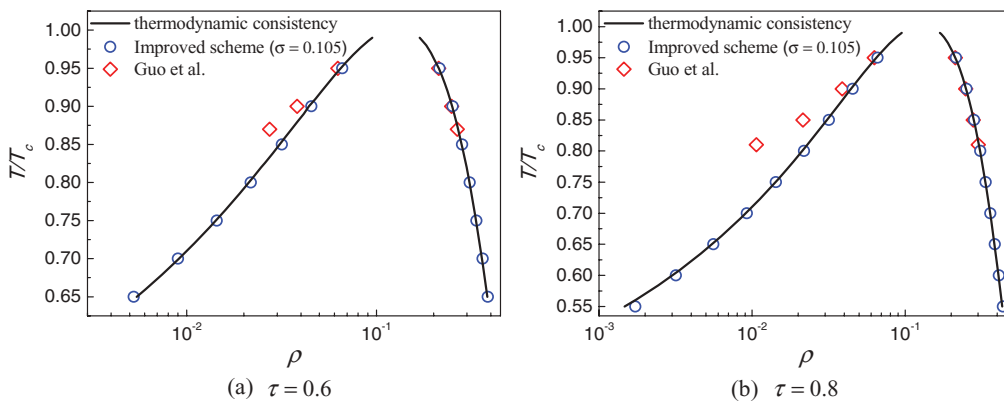 thermodynamic consistency
Improved scheme (σ = 0.105)
Guo et al.
T/Tc
1.00
0.95
0.90
0.85
0.80
0.75
0.70
0.65
10⁻²
10⁻¹
ρ
(a) τ = 0.6
thermodynamic consistency
Improved scheme (σ = 0.105)
Guo et al.
T/Tc
1.00
0.95
0.90
0.85
0.80
0.75
0.70
0.65
0.60
0.55
10⁻³
10⁻²
10⁻¹
ρ
(b) τ = 0.8